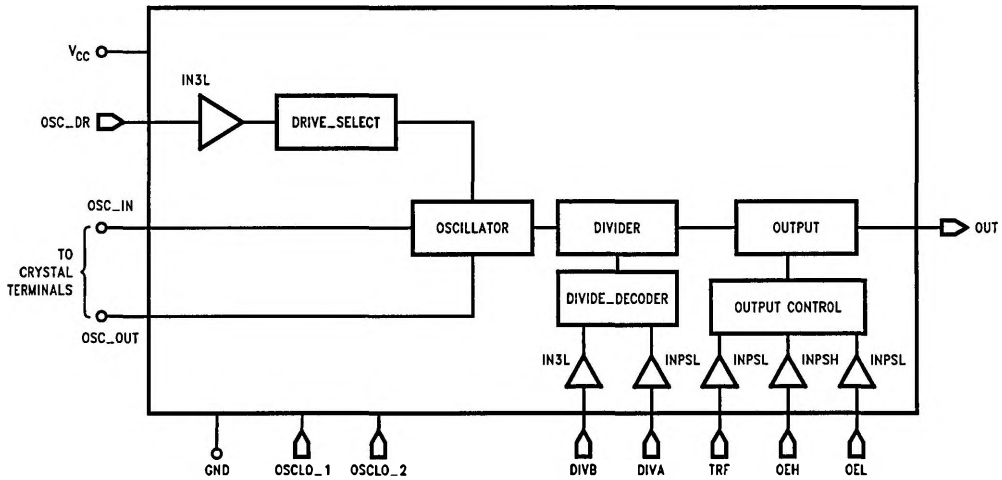 VCC
IN3L
OSC_DR
DRIVE_SELECT
OSC_IN
OSCILLATOR
DIVIDER
OUTPUT
OUT
TO
CRYSTAL
TERMINALS
DIVIDE_DECODER
OUTPUT CONTROL
OSC_OUT
IN3L
INPSL
INPSL
INPSH
INPSL
GND
OSCLO_1
OSCLO_2
DIVB
DIVA
TRF
OEH
OEL